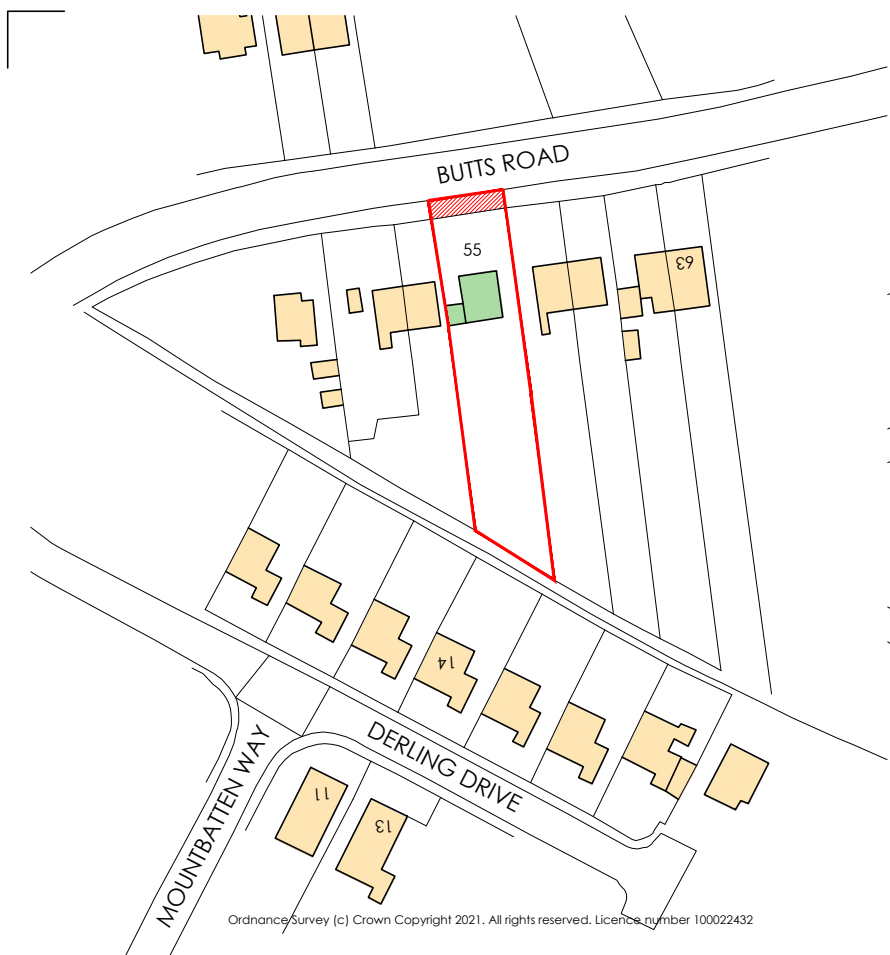 BUTTS ROAD
55
63
14
DERLING DRIVE
MOUNTBATTEN WAY
11
13
Ordnance Survey (c) Crown Copyright 2021. All rights reserved. Licence number 100022432